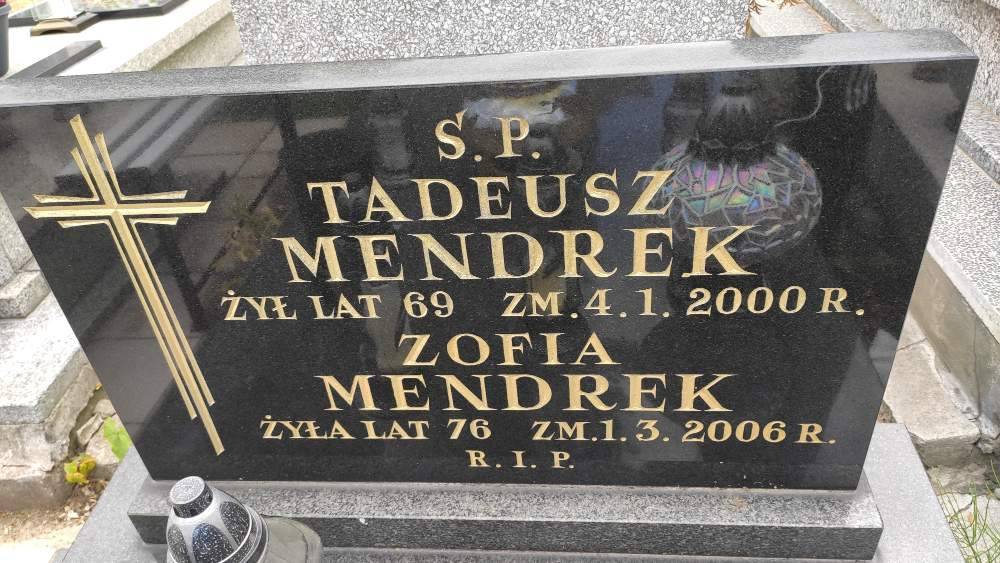 Ś. P.
TADEUSZ
MENDREK
ŻYŁ LAT 69 ZM. 4. 1. 2000 R.
ZOFIA
MENDREK
ŻYŁA LAT 76 ZM. 1. 3. 2006 R.
R. I. P.